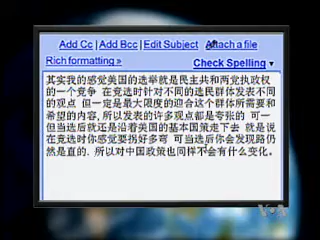 Add Cc | Add Bcc | Edit Subject Attach a file
Rich formatting » Check Spelling ▼
其实我的感觉美国的选举就是民主共和两党执政权
的一个竞争 在竞选时针对不同的选民群体发表不同
的观点 但一定是最大限度的迎合这个群体所需要和
希望的内容,所以发表的许多观点都是夸张的 可一
但当选后就还是沿着美国的基本国策走下去 就是说
在竞选时你感觉要拐好多弯 可当选后你会发现路仍
然是直的. 所以对中国政策也同样不会有什么变化。
VOA